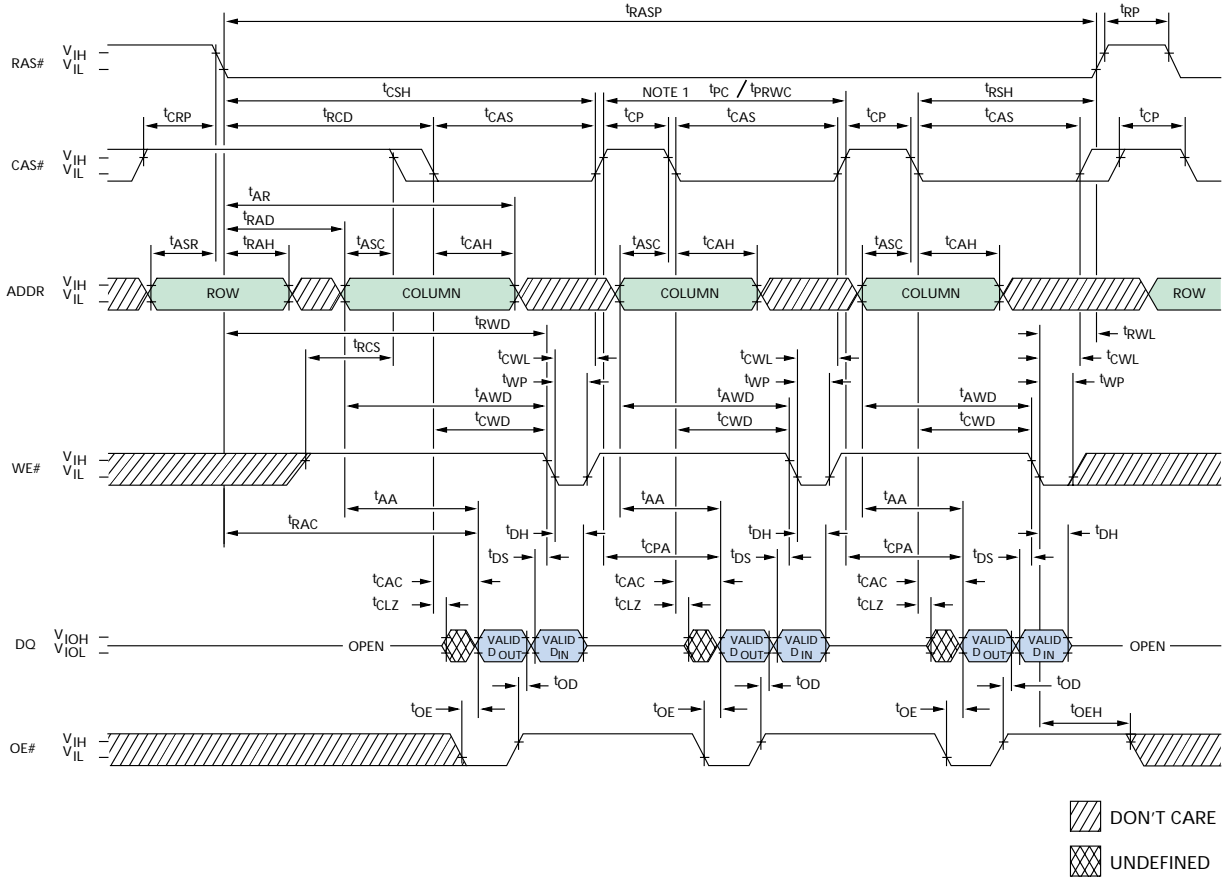 tRASP tRP
RAS# VIH
VIL
tCSH NOTE 1 tPC / tPRWC tRSH
tCRP tRCD tCAS tCP tCAS tCP tCAS tCP
CAS# VIH
VIL
tAR
tRAD
tASR tRAH tASC tCAH tASC tCAH tASC tCAH
ADDR VIH
VIL
ROW COLUMN COLUMN COLUMN ROW
tRWD tRWL
tRCS tCWL tCWL tCWL
tWP tWP tWP
tAWD tAWD tAWD
tCWD tCWD tCWD
WE# VIH
VIL
tAA tAA tAA
tRAC tDH tDH tDH
tCPA tCPA
tDS tDS tDS
tCAC tCAC tCAC
tCLZ tCLZ tCLZ
DQ VIOH
VIOL
OPEN VALID DOUT VALID DIN VALID DOUT VALID DIN VALID DOUT VALID DIN OPEN
tOD tOD tOD
tOE tOE tOE tOEH
OE# VIH
VIL
DON'T CARE
UNDEFINED